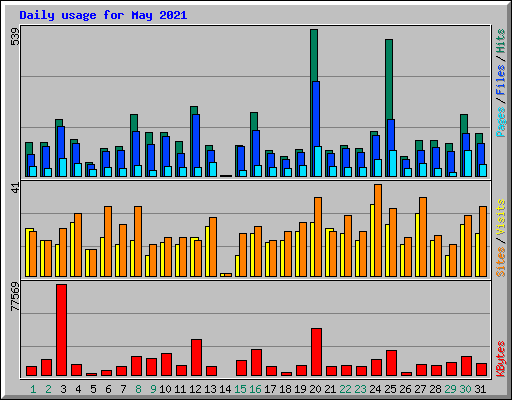 Daily usage for May 2021
539
Pages / Files / Hits
41
Sites / Visits
77569
KBytes
1 2 3 4 5 6 7 8 9 10 11 12 13 14 15 16 17 18 19 20 21 22 23 24 25 26 27 28 29 30 31